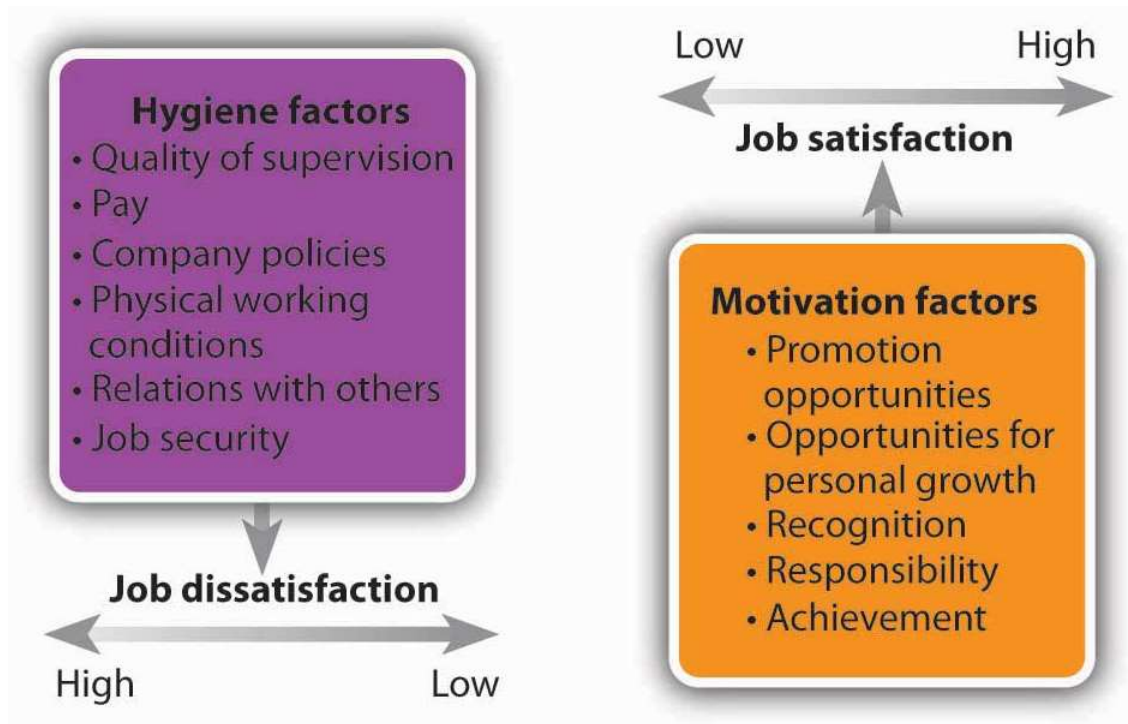 Hygiene factors
• Quality of supervision
• Pay
• Company policies
• Physical working
conditions
• Relations with others
• Job security
Job dissatisfaction
High Low
Low High
Job satisfaction
Motivation factors
• Promotion
opportunities
• Opportunities for
personal growth
• Recognition
• Responsibility
• Achievement